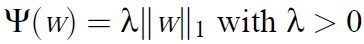 Ψ(w) = λ‖w‖₁ with λ > 0